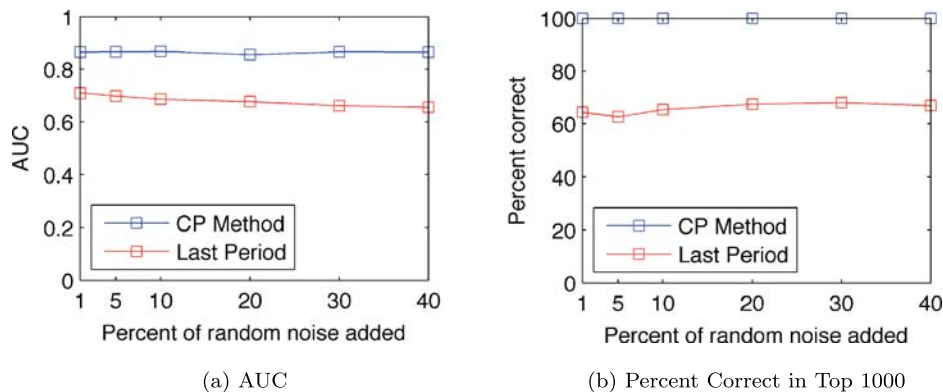 AUC
1
0.8
0.6
0.4
0.2
0
CP Method
Last Period
1 5 10 20 30 40
Percent of random noise added
(a) AUC
Percent correct
100
80
60
40
20
0
CP Method
Last Period
1 5 10 20 30 40
Percent of random noise added
(b) Percent Correct in Top 1000